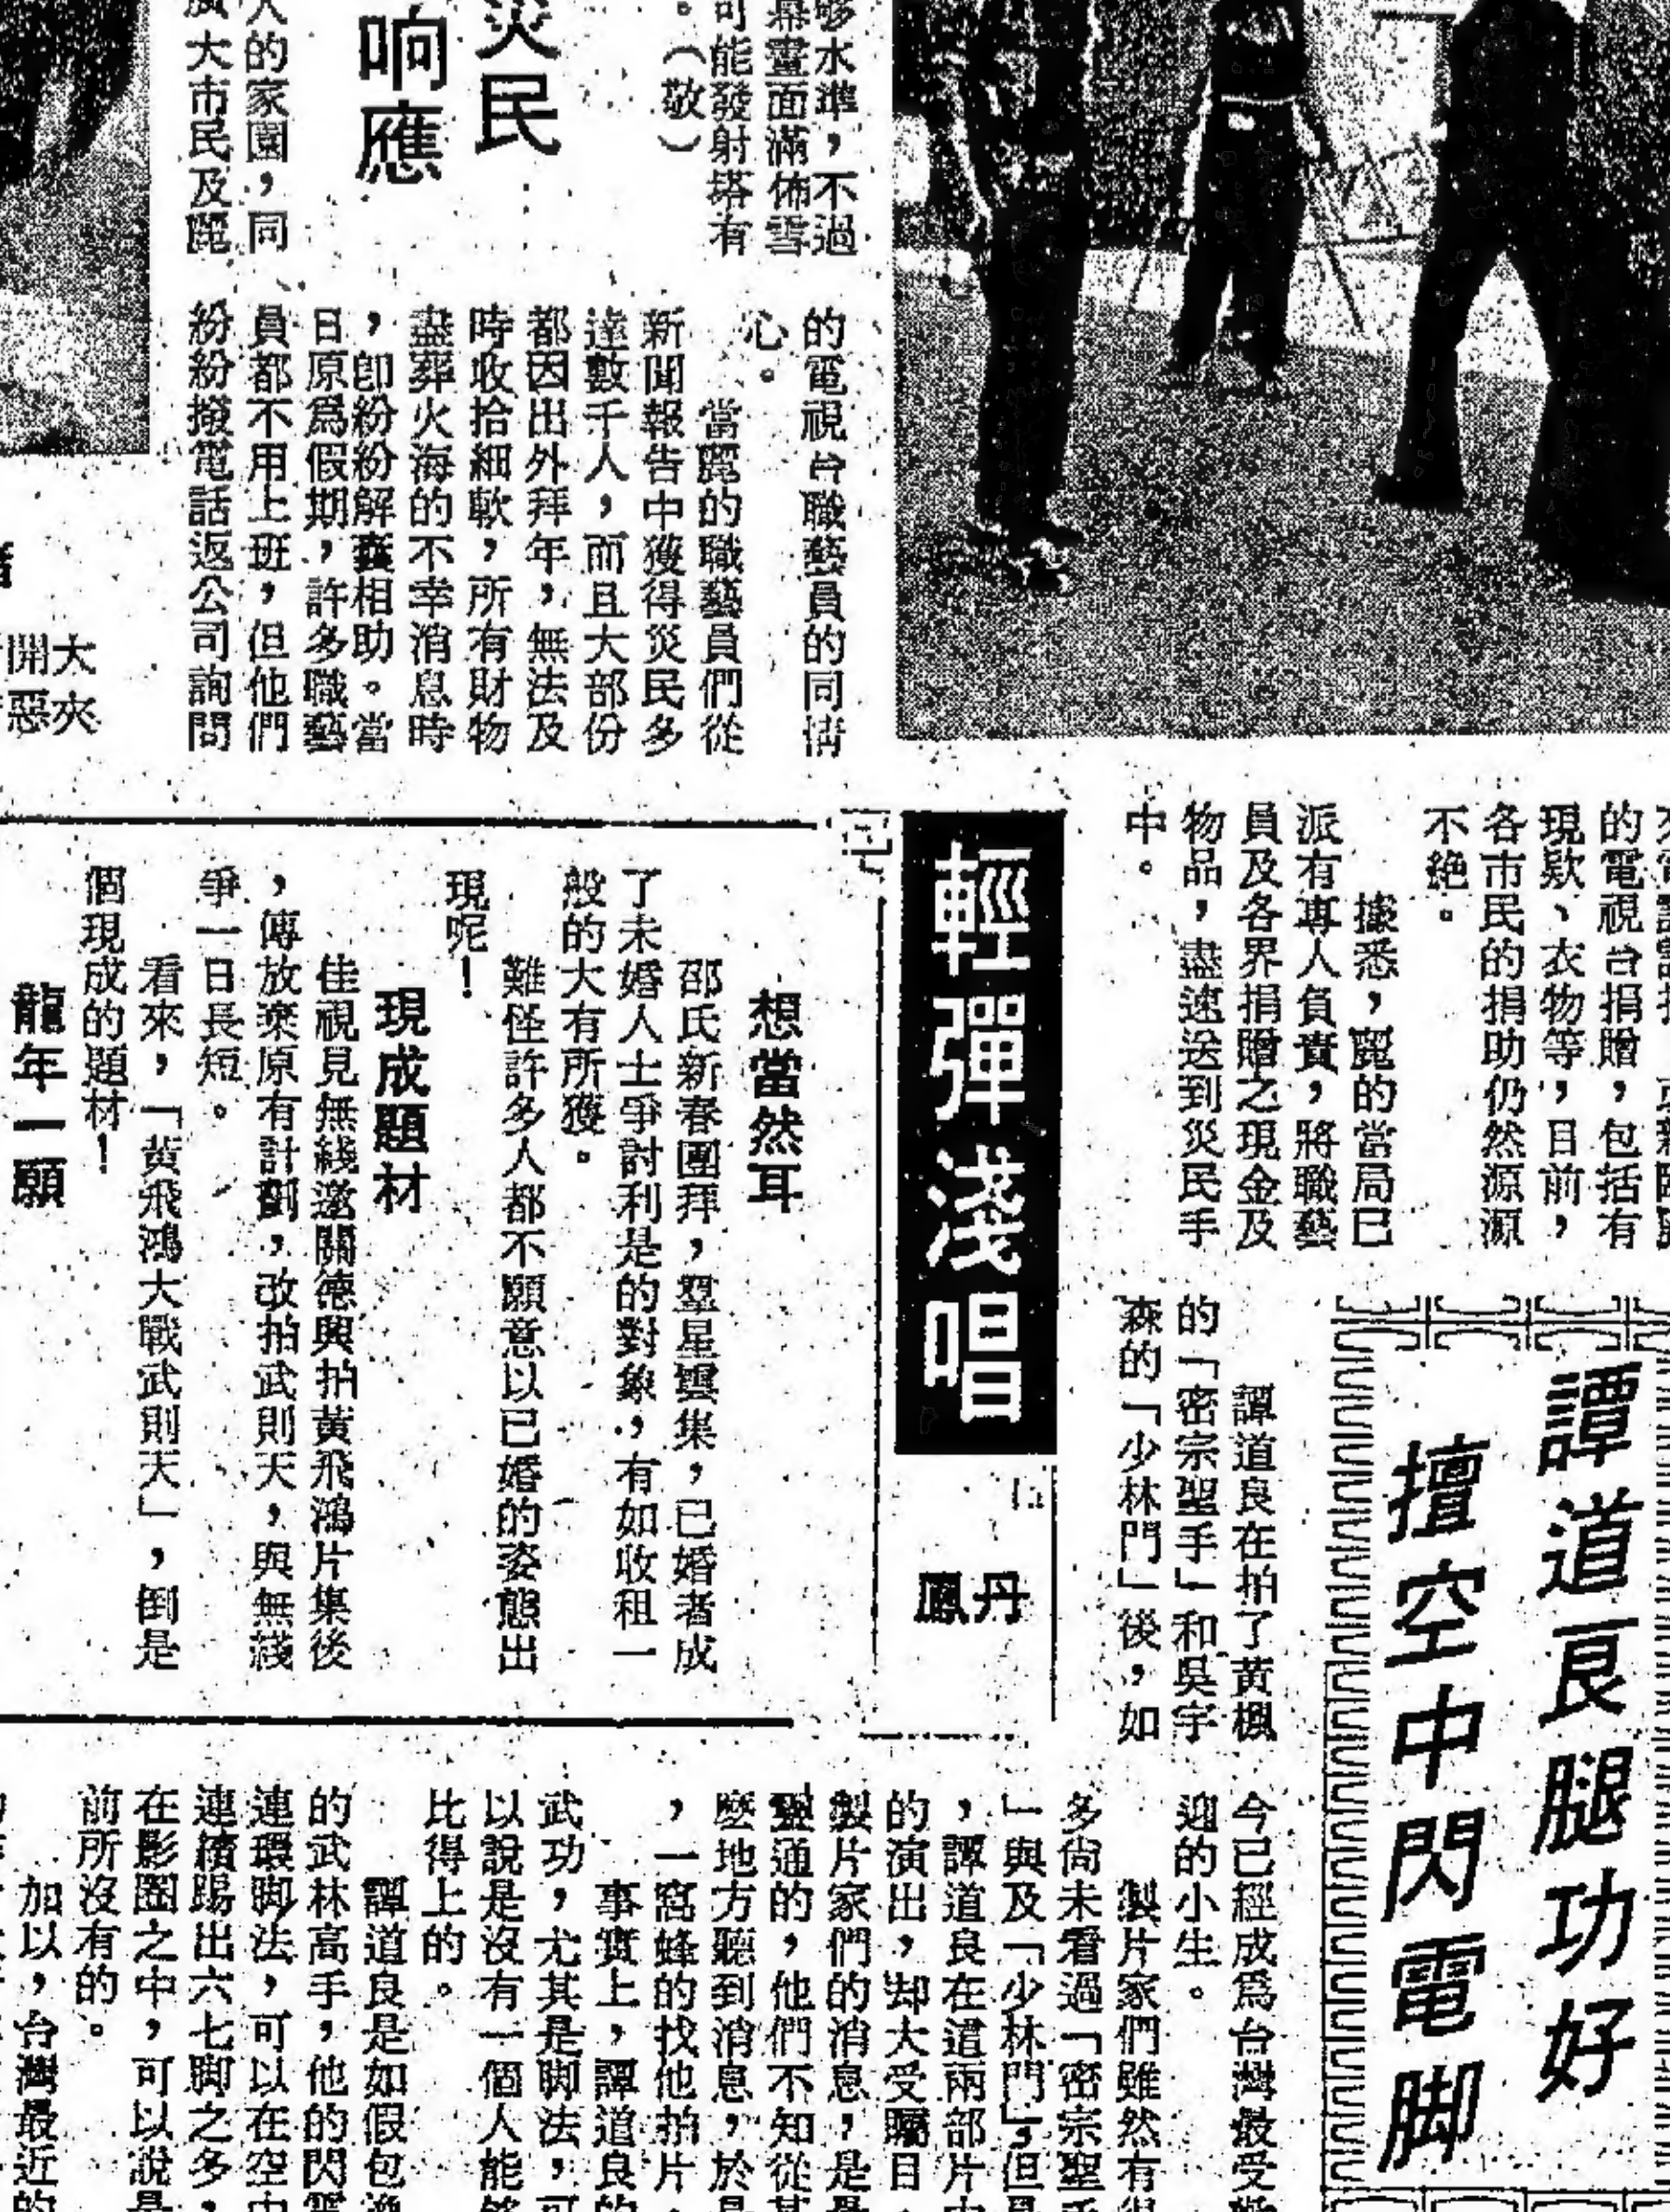 够水準，不過
幕畫面滿佈雪
可能發射塔有
。（敬）
災民
响應
人的家園，同
大市民及麗
的電視台職藝員的同情
心。
當麗的職藝員們從
新聞報告中獲得災民多
達數千人，而且大部份
都因出外拜年，無法及
時收拾細軟，所有財物
盡葬火海的不幸消息時
，卽紛紛解囊相助。當
日原爲假期，許多職藝
員都不用上班，但他們
紛紛撥電話返公司詢問
大夾
開惡
的電視台捐贈，包括有
現欵、衣物等，目前，
各市民的捐助仍然源源
不絕。
據悉，麗的當局已
派有專人負責，將職藝
員及各界捐贈之現金及
物品，盡速送到災民手
中。
輕彈淺唱
丹鳳
想當然耳
邵氏新春團拜，羣星雲集，已婚者成
了未婚人士爭討利是的對象，有如收租一
般的大有所獲。
難怪許多人都不願意以已婚的姿態出
現呢！
現成題材
佳視見無綫邀關德興拍黃飛鴻片集後
，傳放棄原有計劃，改拍武則天，與無綫
爭一日長短。
看來，「黃飛鴻大戰武則天」，倒是
個現成的題材！
龍年一願
譚道良腿功好
擅空中閃電脚
譚道良在拍了黃楓
的「密宗聖手」和吳宇
森的「少林門」後，如
今已經成爲台灣最受
迎的小生。
製片家們雖然有
多尙未看過「密宗聖
」與及「少林門」，但
，譚道良在這兩部片
的演出，却大受矚目，
製片家們的消息，是
靈通的，他們不知從
麽地方聽到消息，於
，一窩蜂的找他拍片。
事實上，譚道良的
武功，尤其是脚法，可
以說是沒有一個人能
比得上的。
譚道良是如假包
的武林高手，他的閃電
連環脚法，可以在空中
連續踢出六七脚之多，
在影圈之中，可以說是
前所沒有的。
加以，台灣最近的